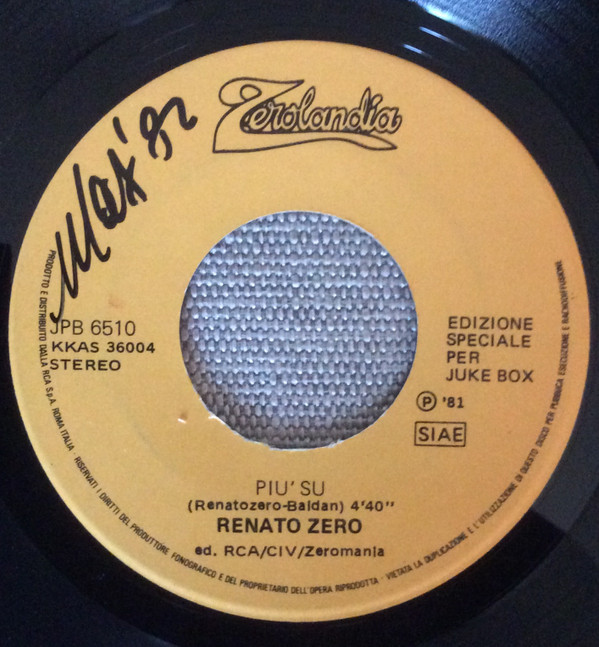 Zerolandia
Max '82
JPB 6510
KKAS 36004
STEREO
EDIZIONE
SPECIALE
PER
JUKE BOX
Ⓟ '81
SIAE
PIU' SU
(Renatozero-Baldan) 4'40"
RENATO ZERO
ed. RCA/CIV/Zeromania
PRODOTTO E DISTRIBUITO DALLA RCA S.p.A. ROMA ITALIA - RISERVATI I DIRITTI DEL PRODUTTORE FONOGRAFICO E DEL PROPRIETARIO DELL'OPERA RIPRODOTTA - VIETATA LA DUPLICAZIONE E L'UTILIZZAZIONE DI QUESTO DISCO PER PUBBLICA ESECUZIONE E RADIODIFFUSIONE